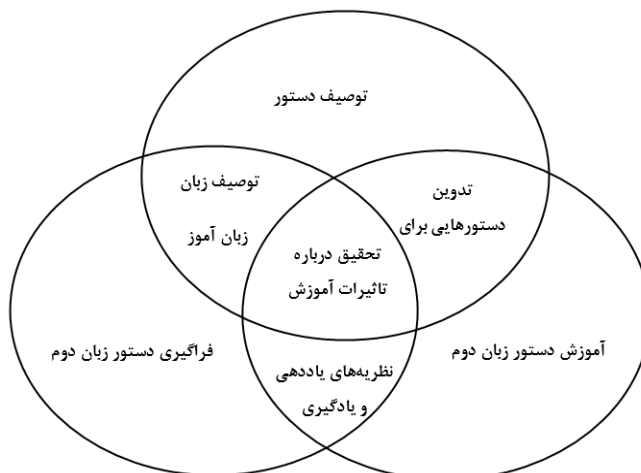 توصیف دستور
توصیف زبان
زبان آموز
تدوین
دستورهایی برای
تحقیق درباره
تاثیرات آموزش
فراگیری دستور زبان دوم
آموزش دستور زبان دوم
نظریه‌های یاددهی
و یادگیری